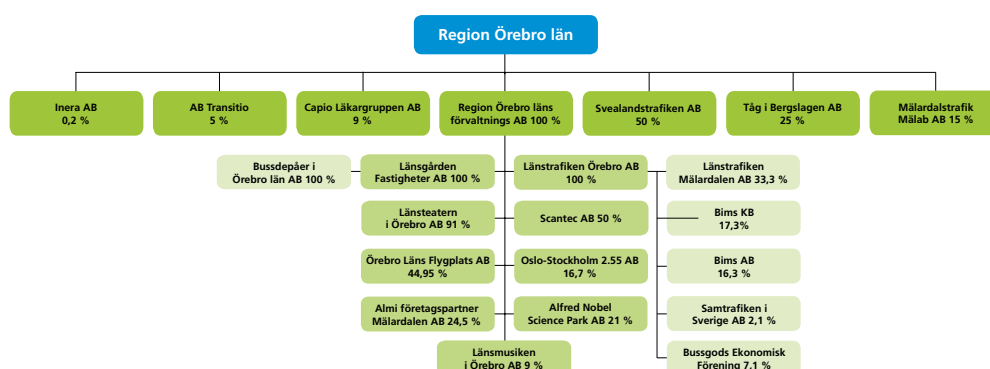 Region Örebro län
Inera AB
0,2 %
AB Transitio
5 %
Capio Läkargruppen AB
9 %
Region Örebro läns
förvaltnings AB 100 %
Svealandstrafiken AB
50 %
Tåg i Bergslagen AB
25 %
Mälardalstrafik
Mälab AB 15 %
Bussdepåer i
Örebro län AB 100 %
Länsgården
Fastigheter AB 100 %
Länstrafiken Örebro AB
100 %
Länstrafiken
Mälardalen AB 33,3 %
Länsteatern
i Örebro AB 91 %
Scantec AB 50 %
Bims KB
17,3%
Örebro Läns Flygplats AB
44,95 %
Oslo-Stockholm 2.55 AB
16,7 %
Bims AB
16,3 %
Almi företagspartner
Mälardalen AB 24,5 %
Alfred Nobel
Science Park AB 21 %
Samtrafiken i
Sverige AB 2,1 %
Länsmusiken
i Örebro AB 9 %
Bussgods Ekonomisk
Förening 7,1 %